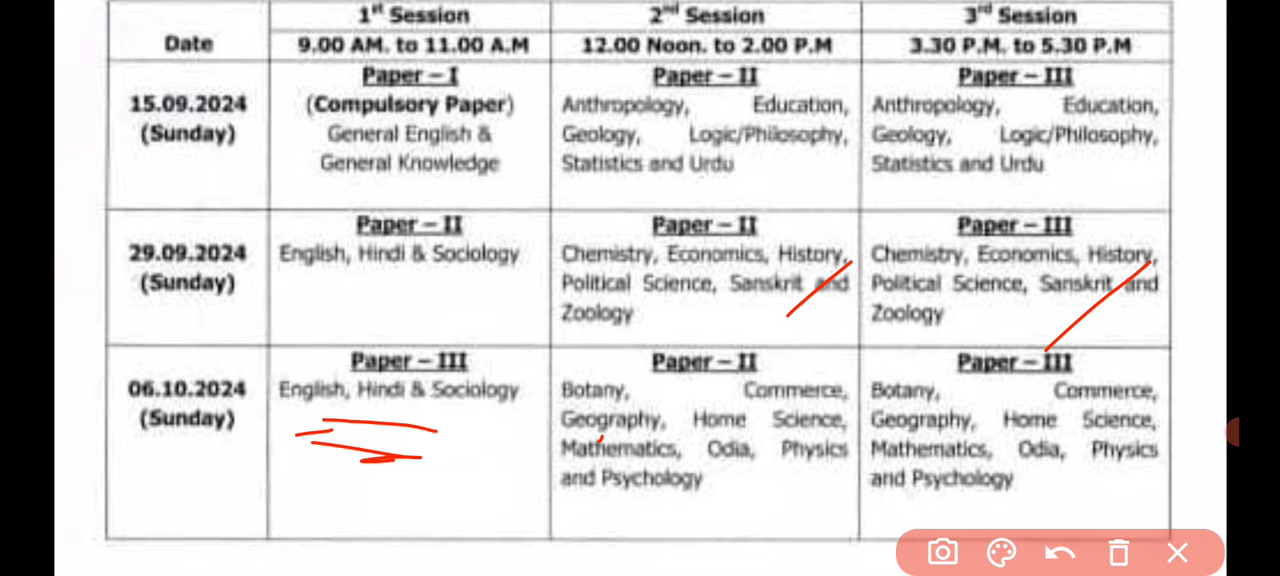 1st Session 2nd Session 3rd Session
Date 9.00 AM. to 11.00 A.M 12.00 Noon. to 2.00 P.M 3.30 P.M. to 5.30 P.M
Paper – I Paper – II Paper – III
15.09.2024 (Compulsory Paper) Anthropology, Education, Anthropology, Education,
(Sunday) General English & Geology, Logic/Philosophy, Geology, Logic/Philosophy,
General Knowledge Statistics and Urdu Statistics and Urdu
Paper – II Paper – II Paper – III
29.09.2024 English, Hindi & Sociology Chemistry, Economics, History, Chemistry, Economics, History,
(Sunday) Political Science, Sanskrit and Political Science, Sanskrit and
Zoology Zoology
Paper – III Paper – II Paper – III
06.10.2024 English, Hindi & Sociology Botany, Commerce, Botany, Commerce,
(Sunday) Geography, Home Science, Geography, Home Science,
Mathematics, Odia, Physics Mathematics, Odia, Physics
and Psychology and Psychology